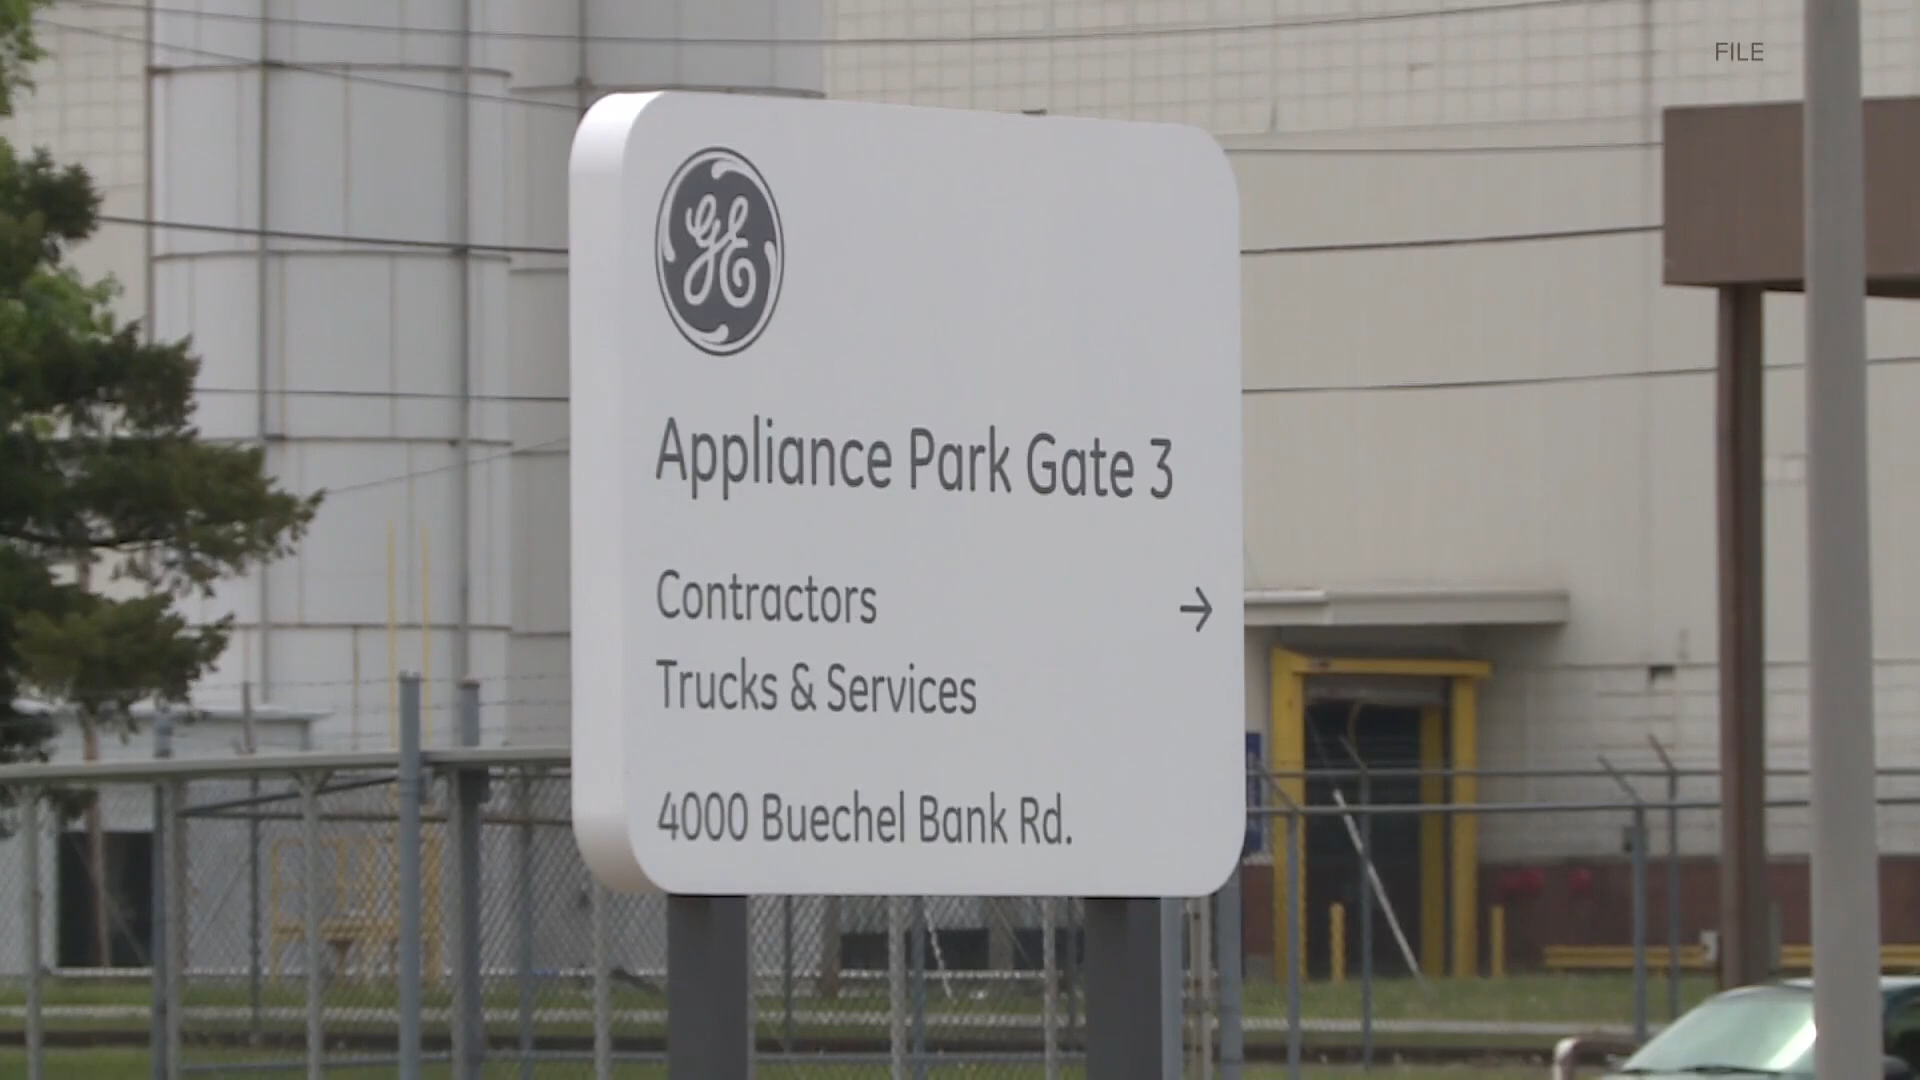 FILE
GE
Appliance Park Gate 3
Contractors →
Trucks & Services
4000 Buechel Bank Rd.